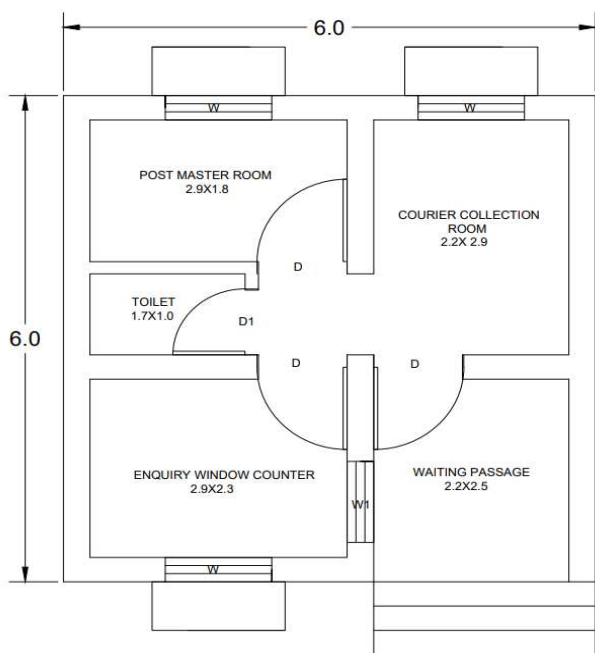 6.0
W
W
POST MASTER ROOM
2.9X1.8
COURIER COLLECTION
ROOM
2.2X 2.9
D
TOILET
1.7X1.0
D1
6.0
D
D
ENQUIRY WINDOW COUNTER
2.9X2.3
WAITING PASSAGE
2.2X2.5
W1
W